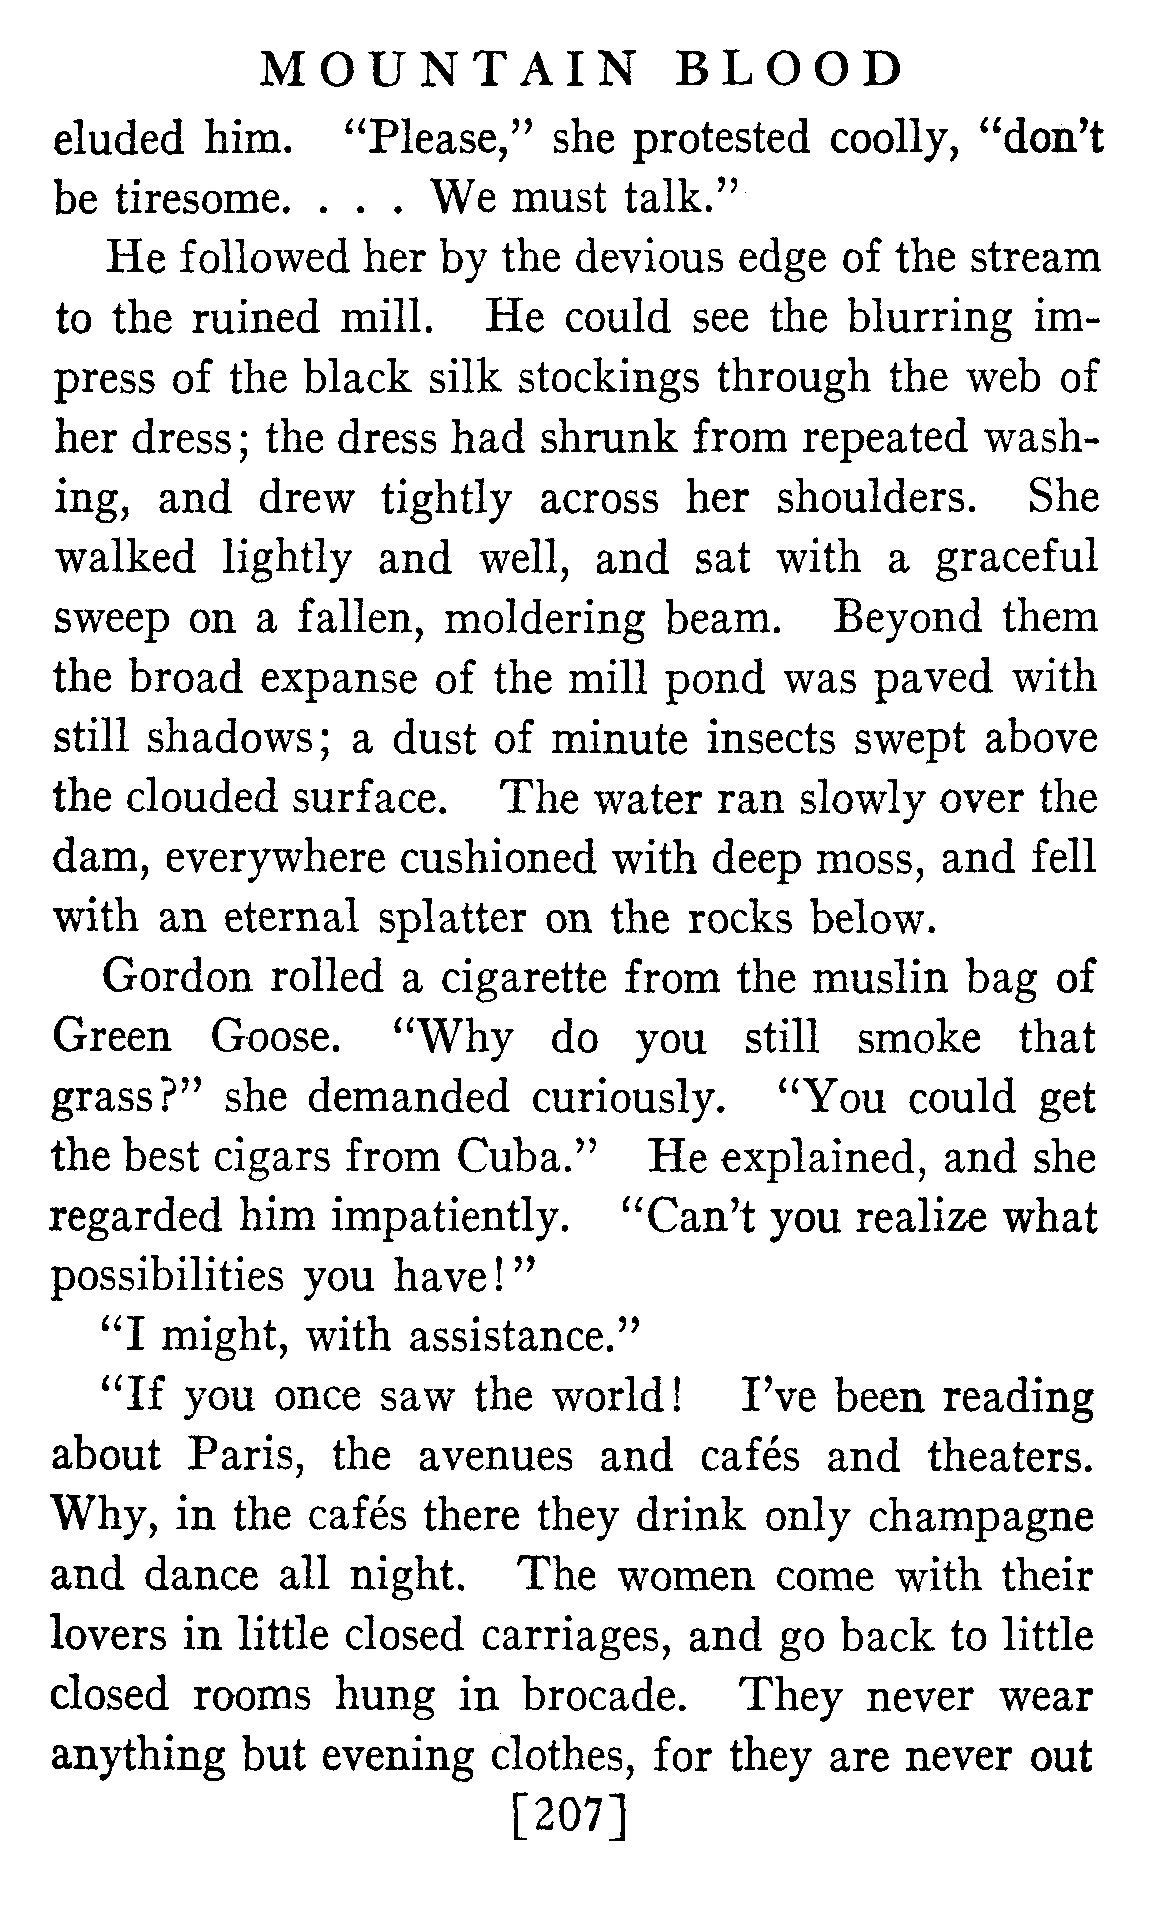 MOUNTAIN BLOOD
eluded him. “Please,” she protested coolly, “don’t
be tiresome. . . . We must talk.”
He followed her by the devious edge of the stream
to the ruined mill. He could see the blurring im-
press of the black silk stockings through the web of
her dress; the dress had shrunk from repeated wash-
ing, and drew tightly across her shoulders. She
walked lightly and well, and sat with a graceful
sweep on a fallen, moldering beam. Beyond them
the broad expanse of the mill pond was paved with
still shadows; a dust of minute insects swept above
the clouded surface. The water ran slowly over the
dam, everywhere cushioned with deep moss, and fell
with an eternal splatter on the rocks below.
Gordon rolled a cigarette from the muslin bag of
Green Goose. “Why do you still smoke that
grass?” she demanded curiously. “You could get
the best cigars from Cuba.” He explained, and she
regarded him impatiently. “Can’t you realize what
possibilities you have!”
“I might, with assistance.”
“If you once saw the world! I’ve been reading
about Paris, the avenues and cafés and theaters.
Why, in the cafés there they drink only champagne
and dance all night. The women come with their
lovers in little closed carriages, and go back to little
closed rooms hung in brocade. They never wear
anything but evening clothes, for they are never out
[207]